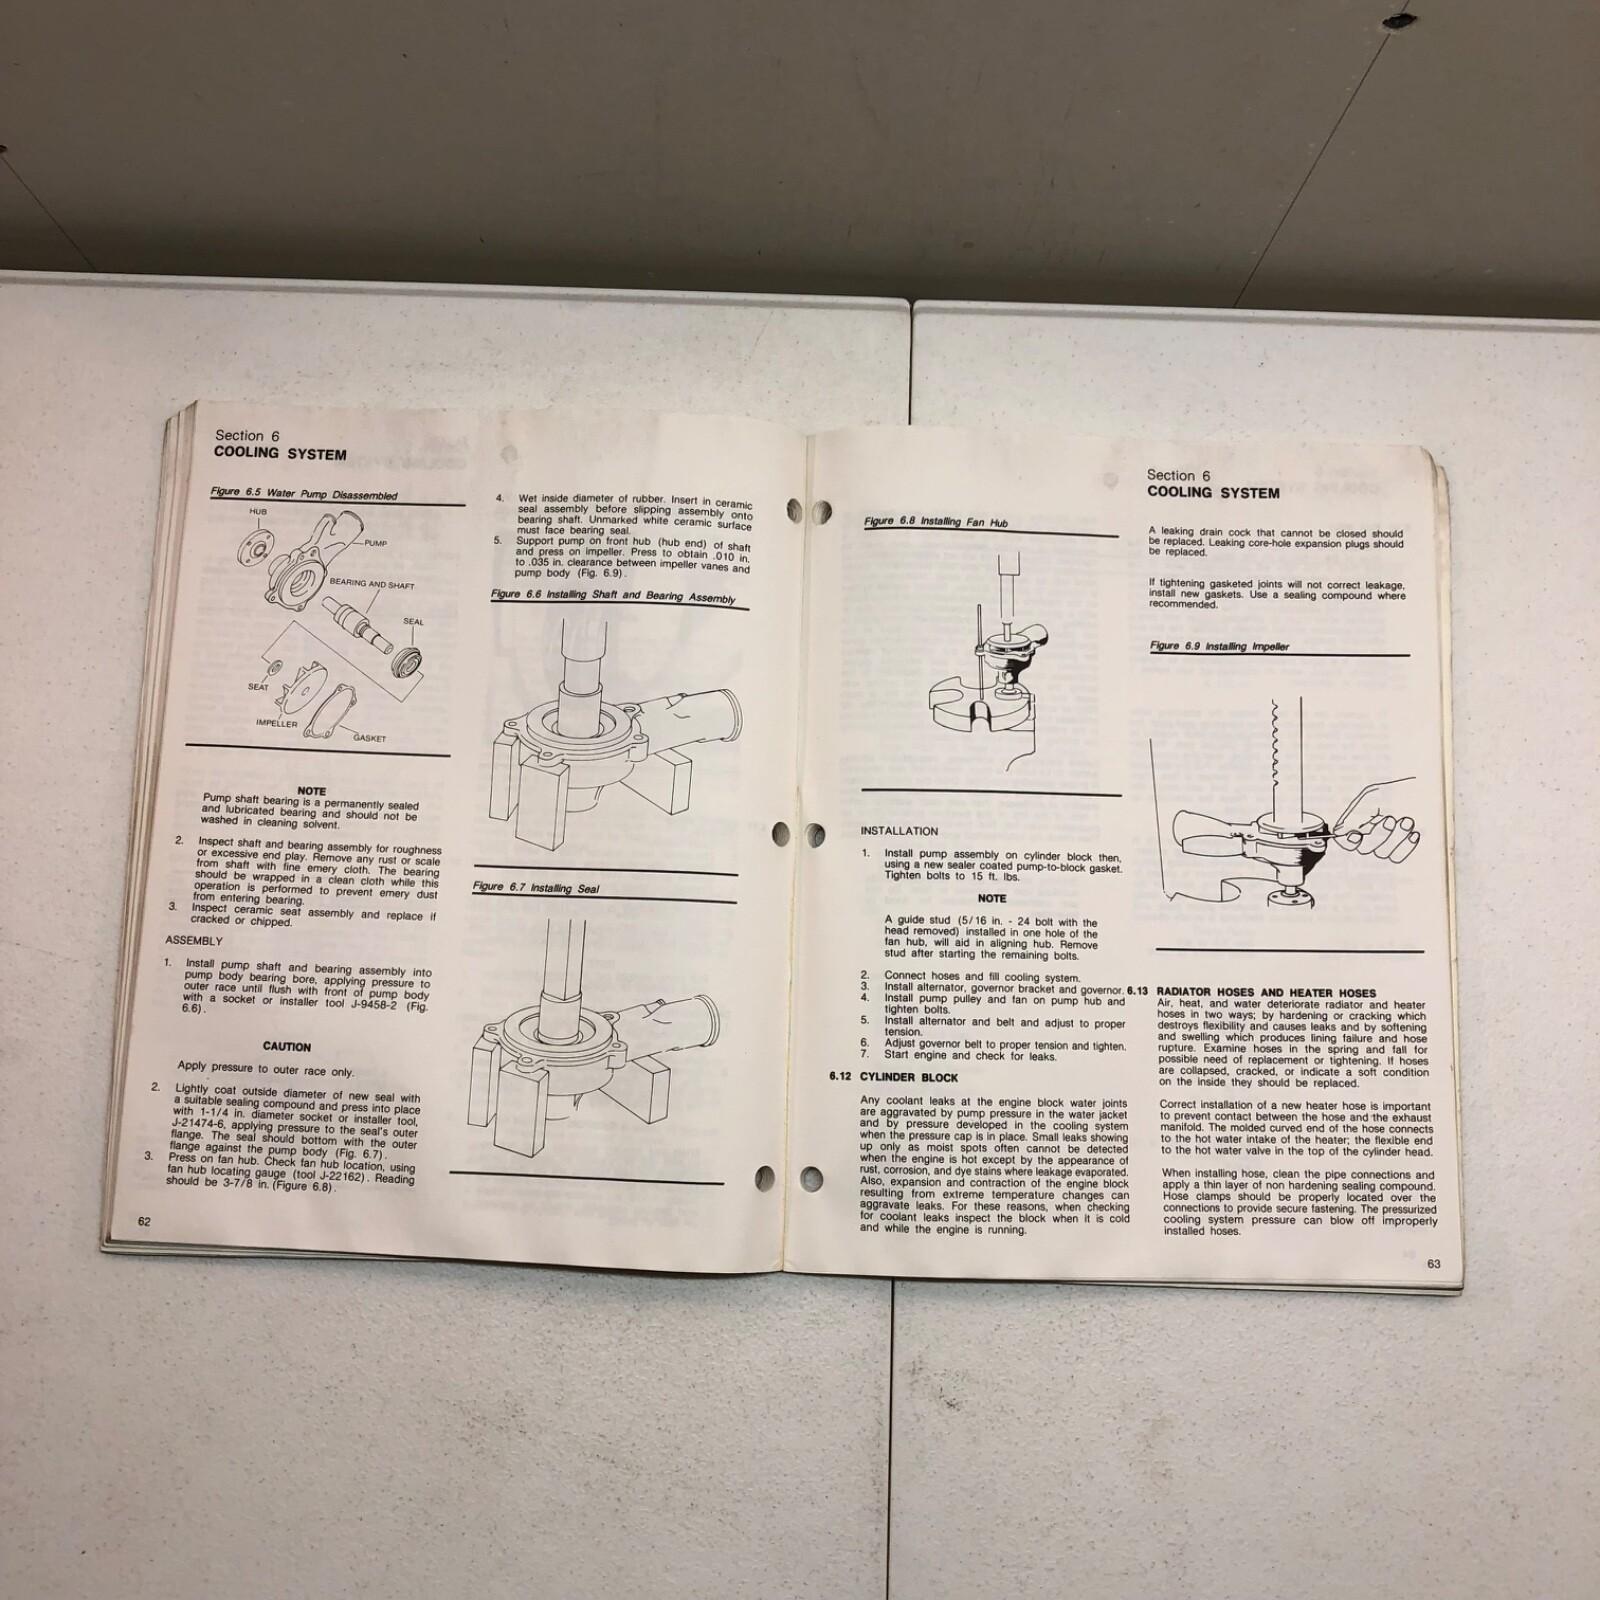 Section 6
COOLING SYSTEM
Figure 6.5 Water Pump Disassembled
HUB
PUMP
BEARING AND SHAFT
SEAL
SEAT
IMPELLER
GASKET
NOTE
Pump shaft bearing is a permanently sealed
and lubricated bearing and should not be
washed in cleaning solvent.
2. Inspect shaft and bearing assembly for roughness
or excessive end play. Remove any rust or scale
from shaft with fine emery cloth. The bearing
should be wrapped in a clean cloth while this
operation is performed to prevent emery dust
from entering bearing.
3. Inspect ceramic seat assembly and replace if
cracked or chipped.
ASSEMBLY
1. Install pump shaft and bearing assembly into
pump body bearing bore, applying pressure to
outer race until flush with front of pump body
with a socket or installer tool J-9458-2 (Fig.
6.6).
CAUTION
Apply pressure to outer race only.
2. Lightly coat outside diameter of new seal with
a suitable sealing compound and press into place
with 1-1/4 in. diameter socket or installer tool,
J-21474-6, applying pressure to the seal's outer
flange. The seal should bottom with the outer
flange against the pump body (Fig. 6.7).
3. Press on fan hub. Check fan hub location, using
fan hub locating gauge (tool J-22162). Reading
should be 3-7/8 in. (Figure 6.8).
62
4. Wet inside diameter of rubber. Insert in ceramic
seal assembly before slipping assembly onto
bearing shaft. Unmarked white ceramic surface
must face bearing seal.
5. Support pump on front hub (hub end) of shaft
and press on impeller. Press to obtain .010 in.
to .035 in. clearance between impeller vanes and
pump body (Fig. 6.9).
Figure 6.6 Installing Shaft and Bearing Assembly
Figure 6.7 Installing Seal
Figure 6.8 Installing Fan Hub
INSTALLATION
1. Install pump assembly on cylinder block then,
using a new sealer coated pump-to-block gasket.
Tighten bolts to 15 ft. lbs.
NOTE
A guide stud (5/16 in. - 24 bolt with the
head removed) installed in one hole of the
fan hub, will aid in aligning hub. Remove
stud after starting the remaining bolts.
2. Connect hoses and fill cooling system.
3. Install alternator, governor bracket and governor.
4. Install pump pulley and fan on pump hub and
tighten bolts.
5. Install alternator and belt and adjust to proper
tension.
6. Adjust governor belt to proper tension and tighten.
7. Start engine and check for leaks.
6.12 CYLINDER BLOCK
Any coolant leaks at the engine block water joints
are aggravated by pump pressure in the water jacket
and by pressure developed in the cooling system
when the pressure cap is in place. Small leaks showing
up only as moist spots often cannot be detected
when the engine is hot except by the appearance of
rust, corrosion, and dye stains where leakage evaporated.
Also, expansion and contraction of the engine block
resulting from extreme temperature changes can
aggravate leaks. For these reasons, when checking
for coolant leaks inspect the block when it is cold
and while the engine is running.
Section 6
COOLING SYSTEM
A leaking drain cock that cannot be closed should
be replaced. Leaking core-hole expansion plugs should
be replaced.
If tightening gasketed joints will not correct leakage,
install new gaskets. Use a sealing compound where
recommended.
Figure 6.9 Installing Impeller
6.13 RADIATOR HOSES AND HEATER HOSES
Air, heat, and water deteriorate radiator and heater
hoses in two ways; by hardening or cracking which
destroys flexibility and causes leaks and by softening
and swelling which produces lining failure and hose
rupture. Examine hoses in the spring and fall for
possible need of replacement or tightening. If hoses
are collapsed, cracked, or indicate a soft condition
on the inside they should be replaced.
Correct installation of a new heater hose is important
to prevent contact between the hose and the exhaust
manifold. The molded curved end of the hose connects
to the hot water intake of the heater; the flexible end
to the hot water valve in the top of the cylinder head.
When installing hose, clean the pipe connections and
apply a thin layer of non hardening sealing compound.
Hose clamps should be properly located over the
connections to provide secure fastening. The pressurized
cooling system pressure can blow off improperly
installed hoses.
63